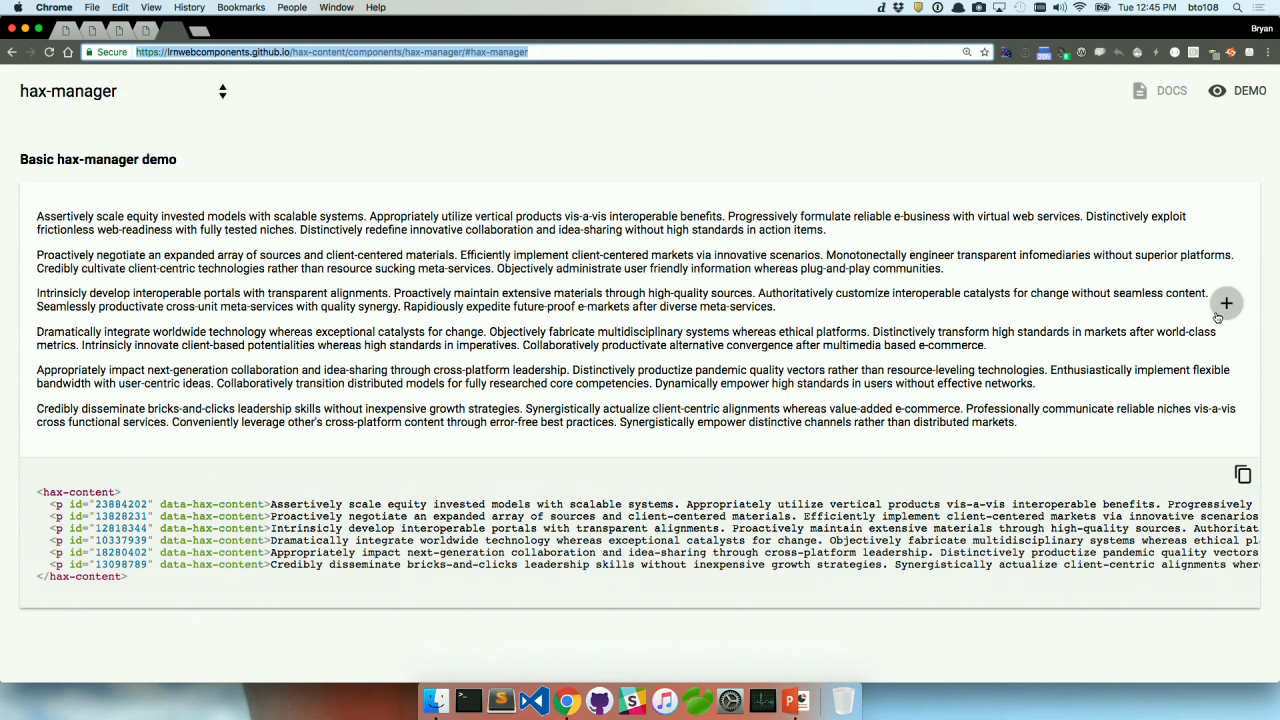 Chrome File Edit View History Bookmarks People Window Help
Tue 12:45 PM bto108
Bryan
Secure https://lrnwebcomponents.github.io/hax-content/components/hax-manager/#hax-manager
hax-manager
DOCS DEMO
Basic hax-manager demo
Assertively scale equity invested models with scalable systems. Appropriately utilize vertical products vis-a-vis interoperable benefits. Progressively formulate reliable e-business with virtual web services. Distinctively exploit
frictionless web-readiness with fully tested niches. Distinctively redefine innovative collaboration and idea-sharing without high standards in action items.
Proactively negotiate an expanded array of sources and client-centered materials. Efficiently implement client-centered markets via innovative scenarios. Monotonectally engineer transparent infomediaries without superior platforms.
Credibly cultivate client-centric technologies rather than resource sucking meta-services. Objectively administrate user friendly information whereas plug-and-play communities.
Intrinsicly develop interoperable portals with transparent alignments. Proactively maintain extensive materials through high-quality sources. Authoritatively customize interoperable catalysts for change without seamless content.
Seamlessly productivate cross-unit meta-services with quality synergy. Rapidiously expedite future-proof e-markets after diverse meta-services.
Dramatically integrate worldwide technology whereas exceptional catalysts for change. Objectively fabricate multidisciplinary systems whereas ethical platforms. Distinctively transform high standards in markets after world-class
metrics. Intrinsicly innovate client-based potentialities whereas high standards in imperatives. Collaboratively productivate alternative convergence after multimedia based e-commerce.
Appropriately impact next-generation collaboration and idea-sharing through cross-platform leadership. Distinctively productize pandemic quality vectors rather than resource-leveling technologies. Enthusiastically implement flexible
bandwidth with user-centric ideas. Collaboratively transition distributed models for fully researched core competencies. Dynamically empower high standards in users without effective networks.
Credibly disseminate bricks-and-clicks leadership skills without inexpensive growth strategies. Synergistically actualize client-centric alignments whereas value-added e-commerce. Professionally communicate reliable niches vis-a-vis
cross functional services. Conveniently leverage other's cross-platform content through error-free best practices. Synergistically empower distinctive channels rather than distributed markets.
<hax-content>
<p id="23884202" data-hax-content>Assertively scale equity invested models with scalable systems. Appropriately utilize vertical products vis-a-vis interoperable benefits. Progressively
<p id="13828231" data-hax-content>Proactively negotiate an expanded array of sources and client-centered materials. Efficiently implement client-centered markets via innovative scenarios
<p id="12818344" data-hax-content>Intrinsicly develop interoperable portals with transparent alignments. Proactively maintain extensive materials through high-quality sources. Authoritat
<p id="10337939" data-hax-content>Dramatically integrate worldwide technology whereas exceptional catalysts for change. Objectively fabricate multidisciplinary systems whereas ethical pl
<p id="18280402" data-hax-content>Appropriately impact next-generation collaboration and idea-sharing through cross-platform leadership. Distinctively productize pandemic quality vectors
<p id="13098789" data-hax-content>Credibly disseminate bricks-and-clicks leadership skills without inexpensive growth strategies. Synergistically actualize client-centric alignments wher
</hax-content>